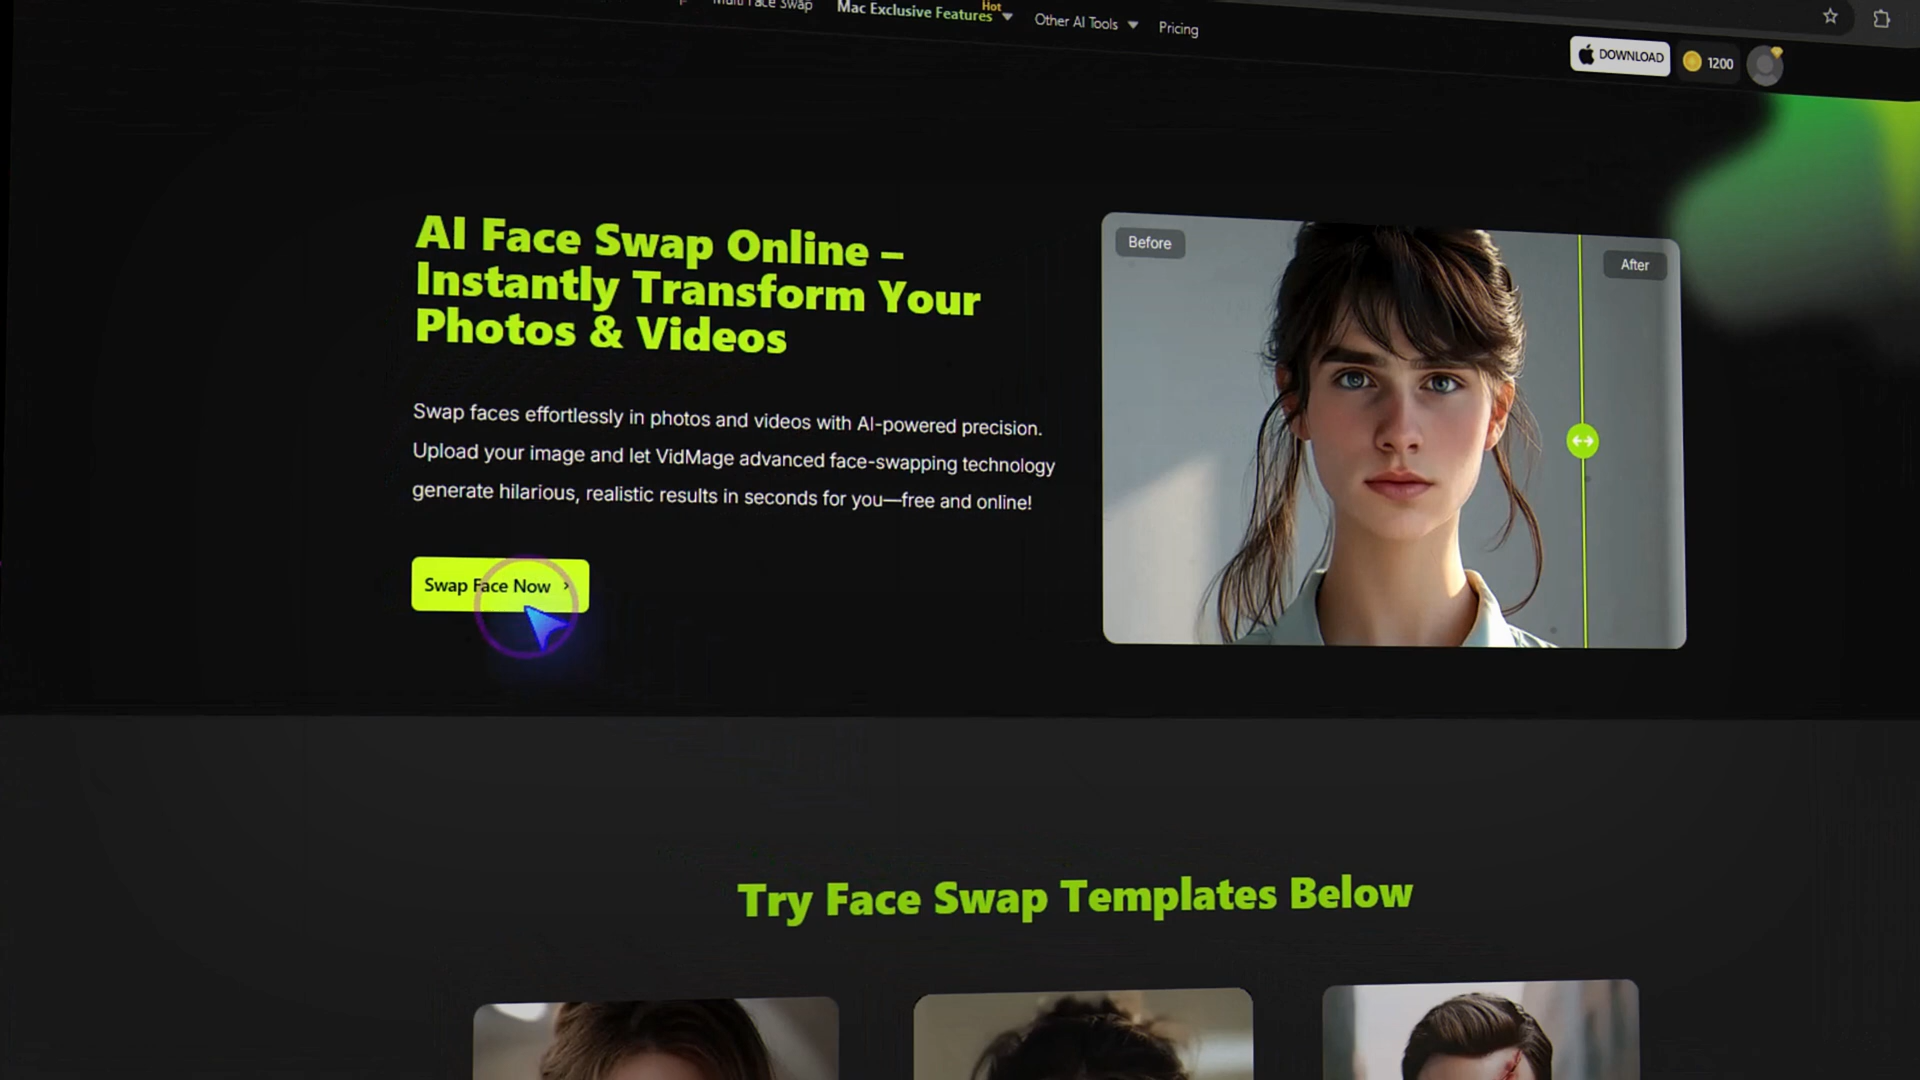 Multi Face Swap
Mac Exclusive Features
Hot
Other AI Tools
Pricing
DOWNLOAD
1200
AI Face Swap Online –
Instantly Transform Your
Photos & Videos
Swap faces effortlessly in photos and videos with AI-powered precision.
Upload your image and let VidMage advanced face-swapping technology
generate hilarious, realistic results in seconds for you—free and online!
Swap Face Now
Before
After
Try Face Swap Templates Below